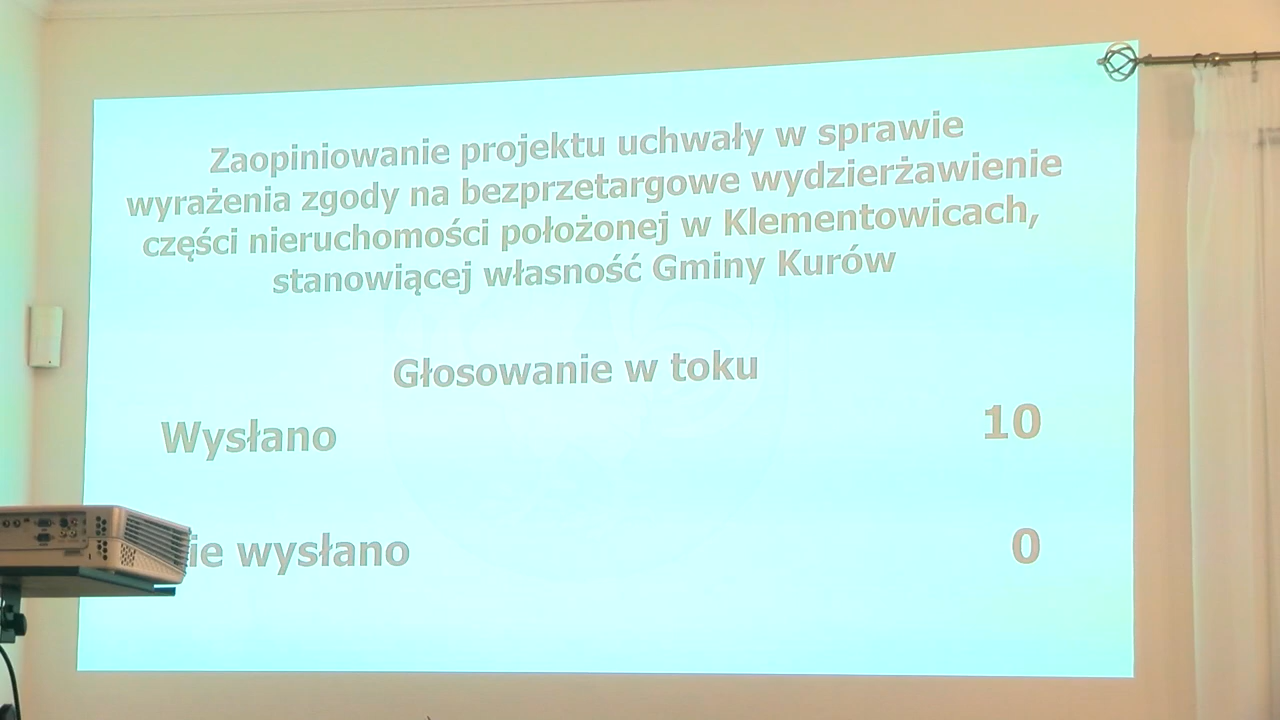 Zaopiniowanie projektu uchwały w sprawie
wyrażenia zgody na bezprzetargowe wydzierżawienie
części nieruchomości położonej w Klementowicach,
stanowiącej własność Gminy Kurów
Głosowanie w toku
Wysłano 10
ie wysłano 0